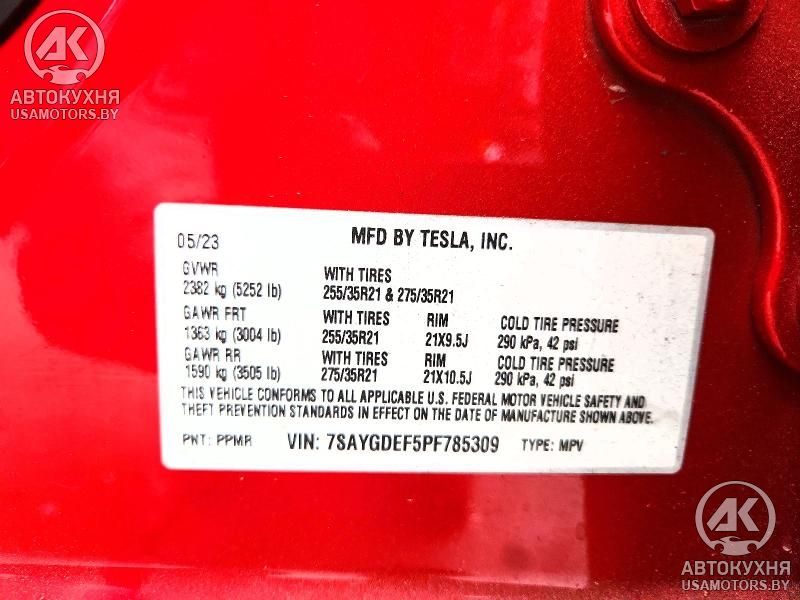 AK
АВТОКУХНЯ
USAMOTORS.BY
05/23 MFD BY TESLA, INC.
GVWR WITH TIRES
2382 kg (5252 lb) 255/35R21 & 275/35R21
GAWR FRT WITH TIRES RIM COLD TIRE PRESSURE
1363 kg (3004 lb) 255/35R21 21X9.5J 290 kPa, 42 psi
GAWR RR WITH TIRES RIM COLD TIRE PRESSURE
1590 kg (3505 lb) 275/35R21 21X10.5J 290 kPa, 42 psi
THIS VEHICLE CONFORMS TO ALL APPLICABLE U.S. FEDERAL MOTOR VEHICLE SAFETY AND
THEFT PREVENTION STANDARDS IN EFFECT ON THE DATE OF MANUFACTURE SHOWN ABOVE.
PNT: PPMR VIN: 7SAYGDEF5PF785309 TYPE: MPV
AK
АВТОКУХНЯ
USAMOTORS.BY